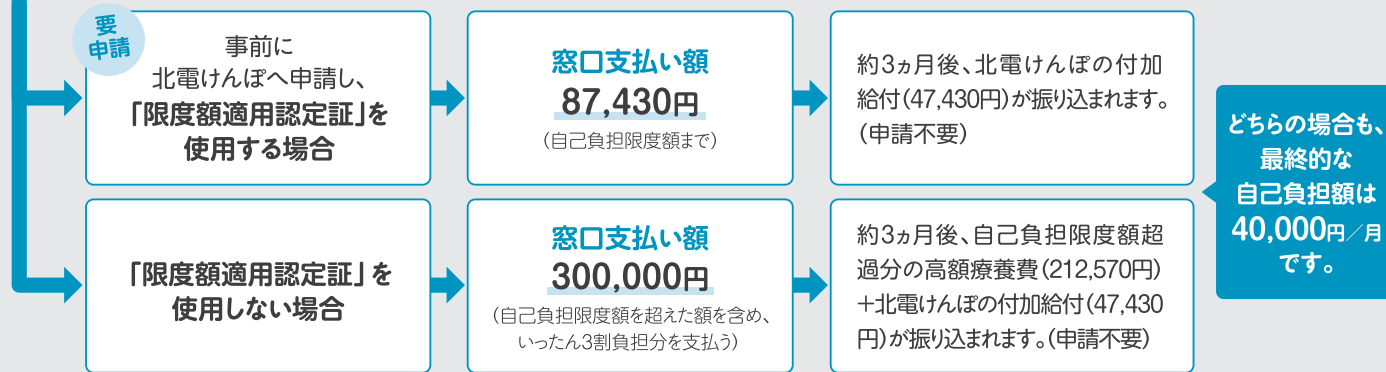 要
申請
事前に
北電けんぽへ申請し、
「限度額適用認定証」を
使用する場合
窓口支払い額
87,430円
（自己負担限度額まで）
約3ヵ月後、北電けんぽの付加
給付（47,430円）が振り込まれます。
（申請不要）
「限度額適用認定証」を
使用しない場合
窓口支払い額
300,000円
（自己負担限度額を超えた額を含め、
いったん3割負担分を支払う）
約3ヵ月後、自己負担限度額超
過分の高額療養費（212,570円）
＋北電けんぽの付加給付（47,430
円）が振り込まれます。（申請不要）
どちらの場合も、
最終的な
自己負担額は
40,000円／月
です。